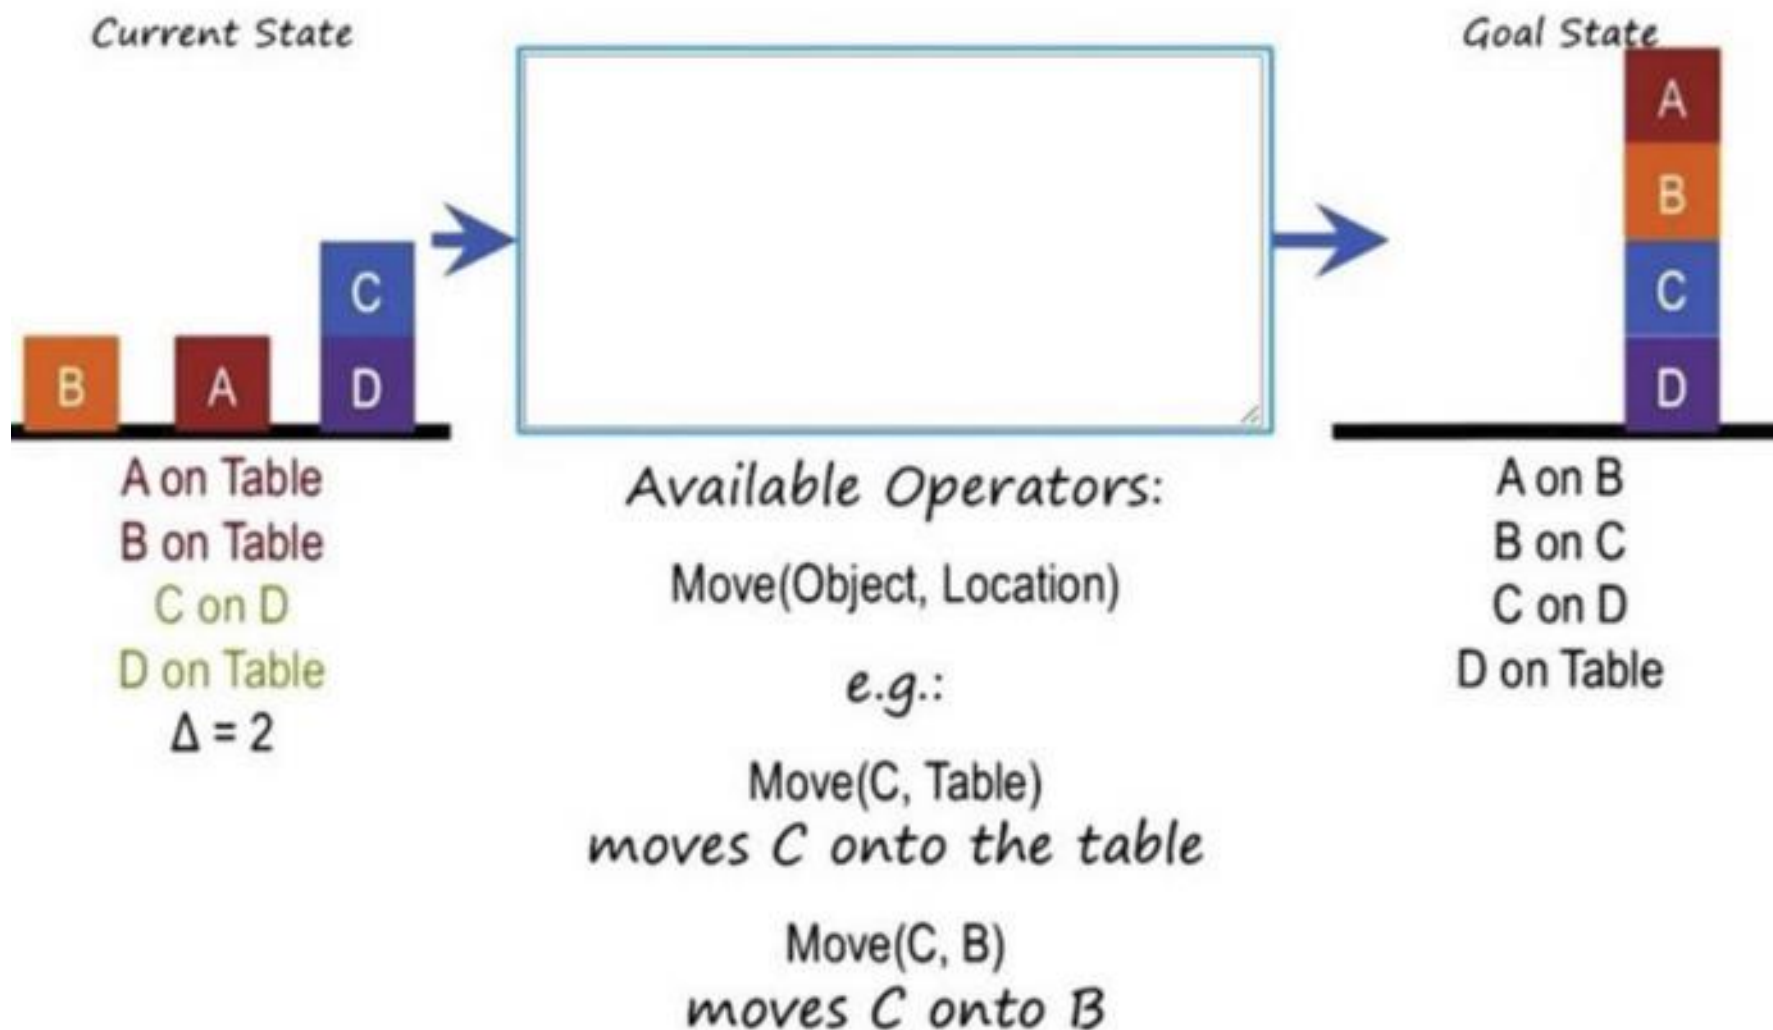 Current State
B
A
C
D
A on Table
B on Table
C on D
D on Table
Δ = 2
Available Operators:
Move(Object, Location)
e.g.:
Move(C, Table)
moves C onto the table
Move(C, B)
moves C onto B
Goal State
A
B
C
D
A on B
B on C
C on D
D on Table